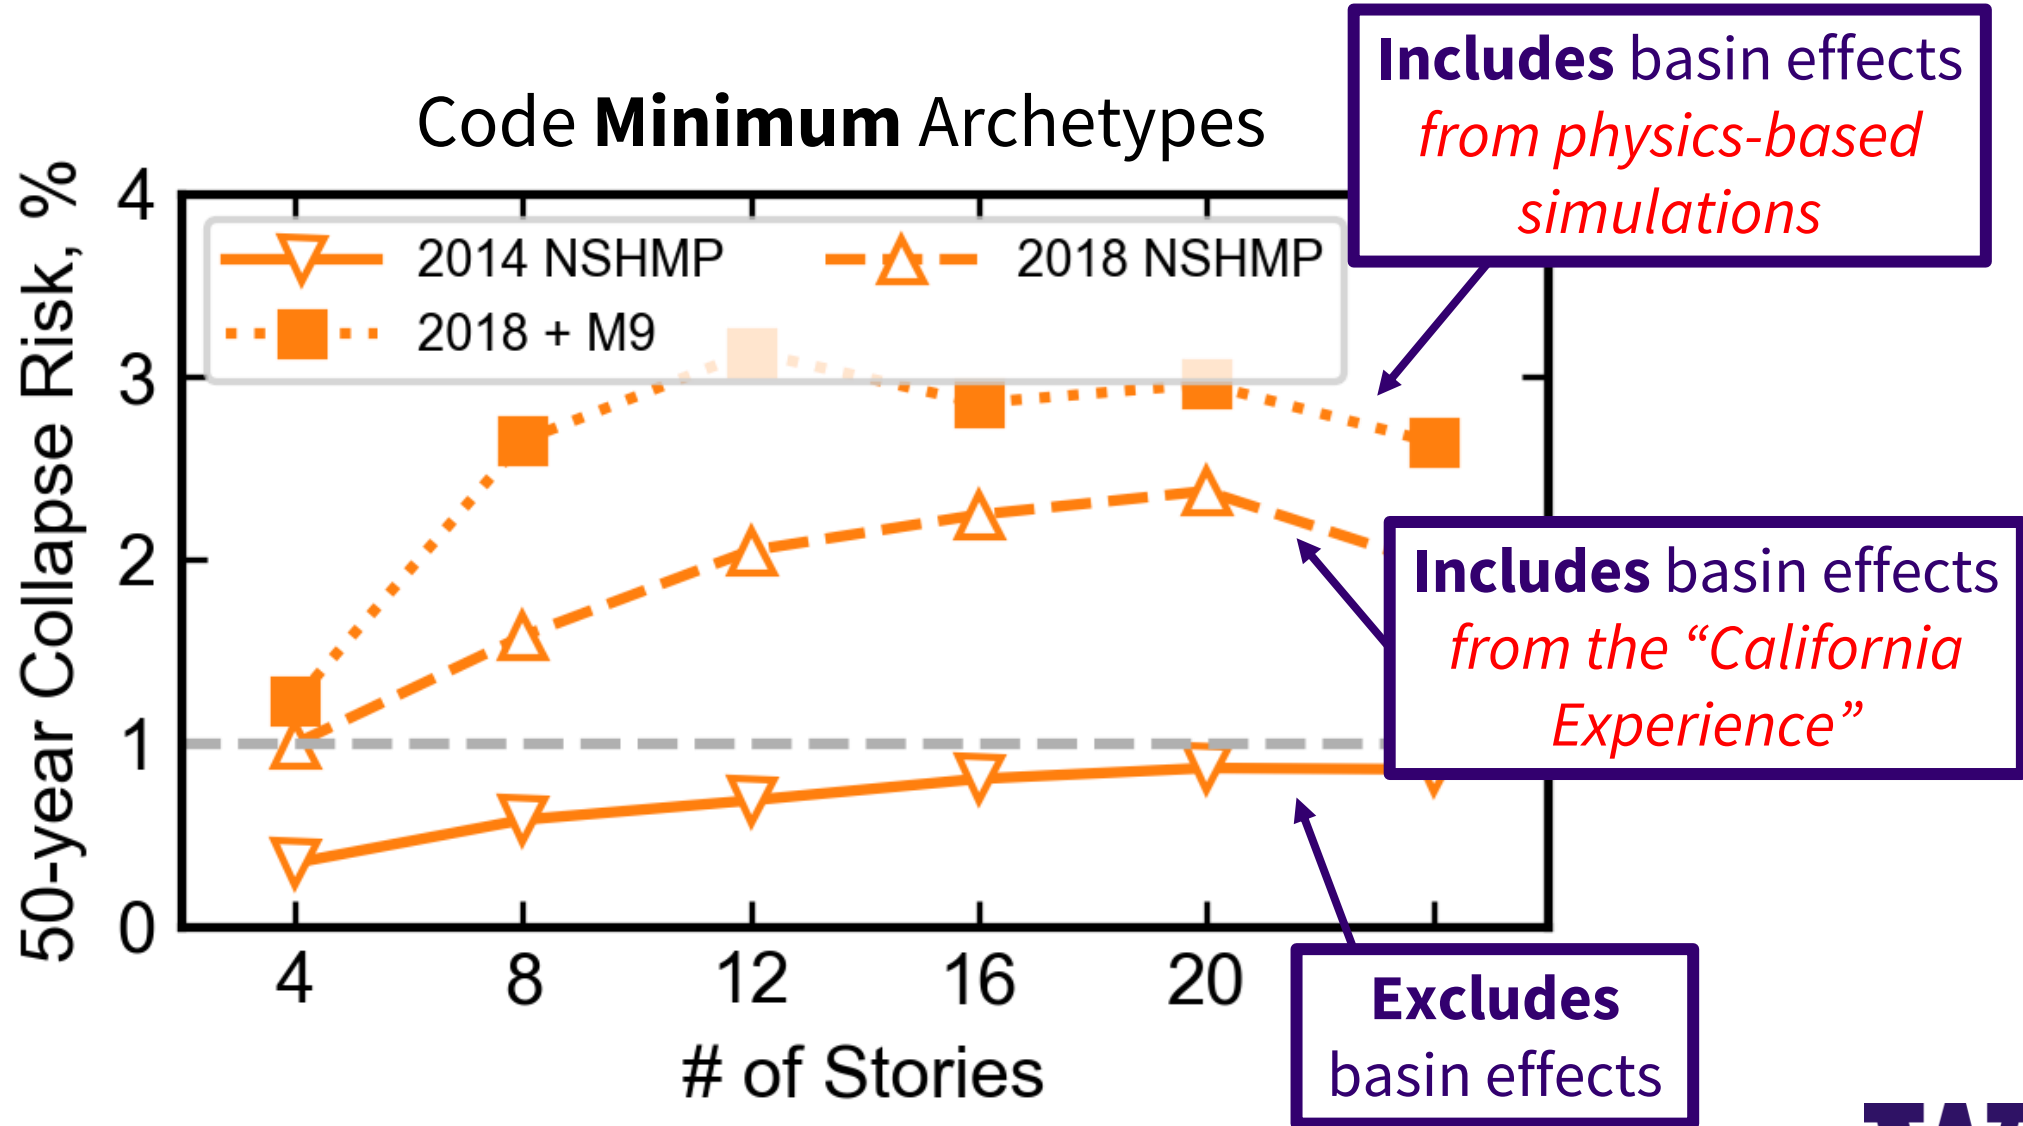 Includes basin effects
from physics-based
simulations
Code Minimum Archetypes
50-year Collapse Risk, %
4
3
2
1
0
2014 NSHMP
2018 NSHMP
2018 + M9
Includes basin effects
from the “California
Experience”
4 8 12 16 20
# of Stories
Excludes
basin effects